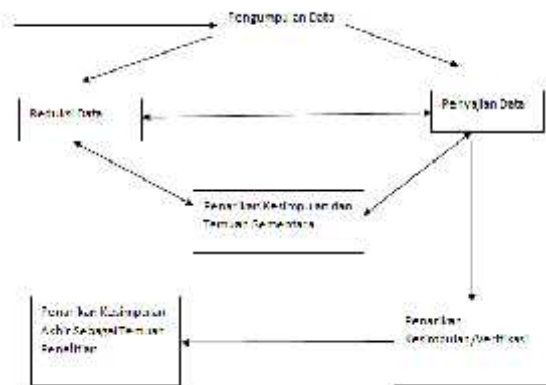 Pengumpulan Data
Reduksi Data
Penyajian Data
Penarikan Kesimpulan dan
Temuan Sementara
Penarikan Kesimpulan
Akhir Sebagai Temuan
Penelitian
Penarikan
Kesimpulan/Verifikasi